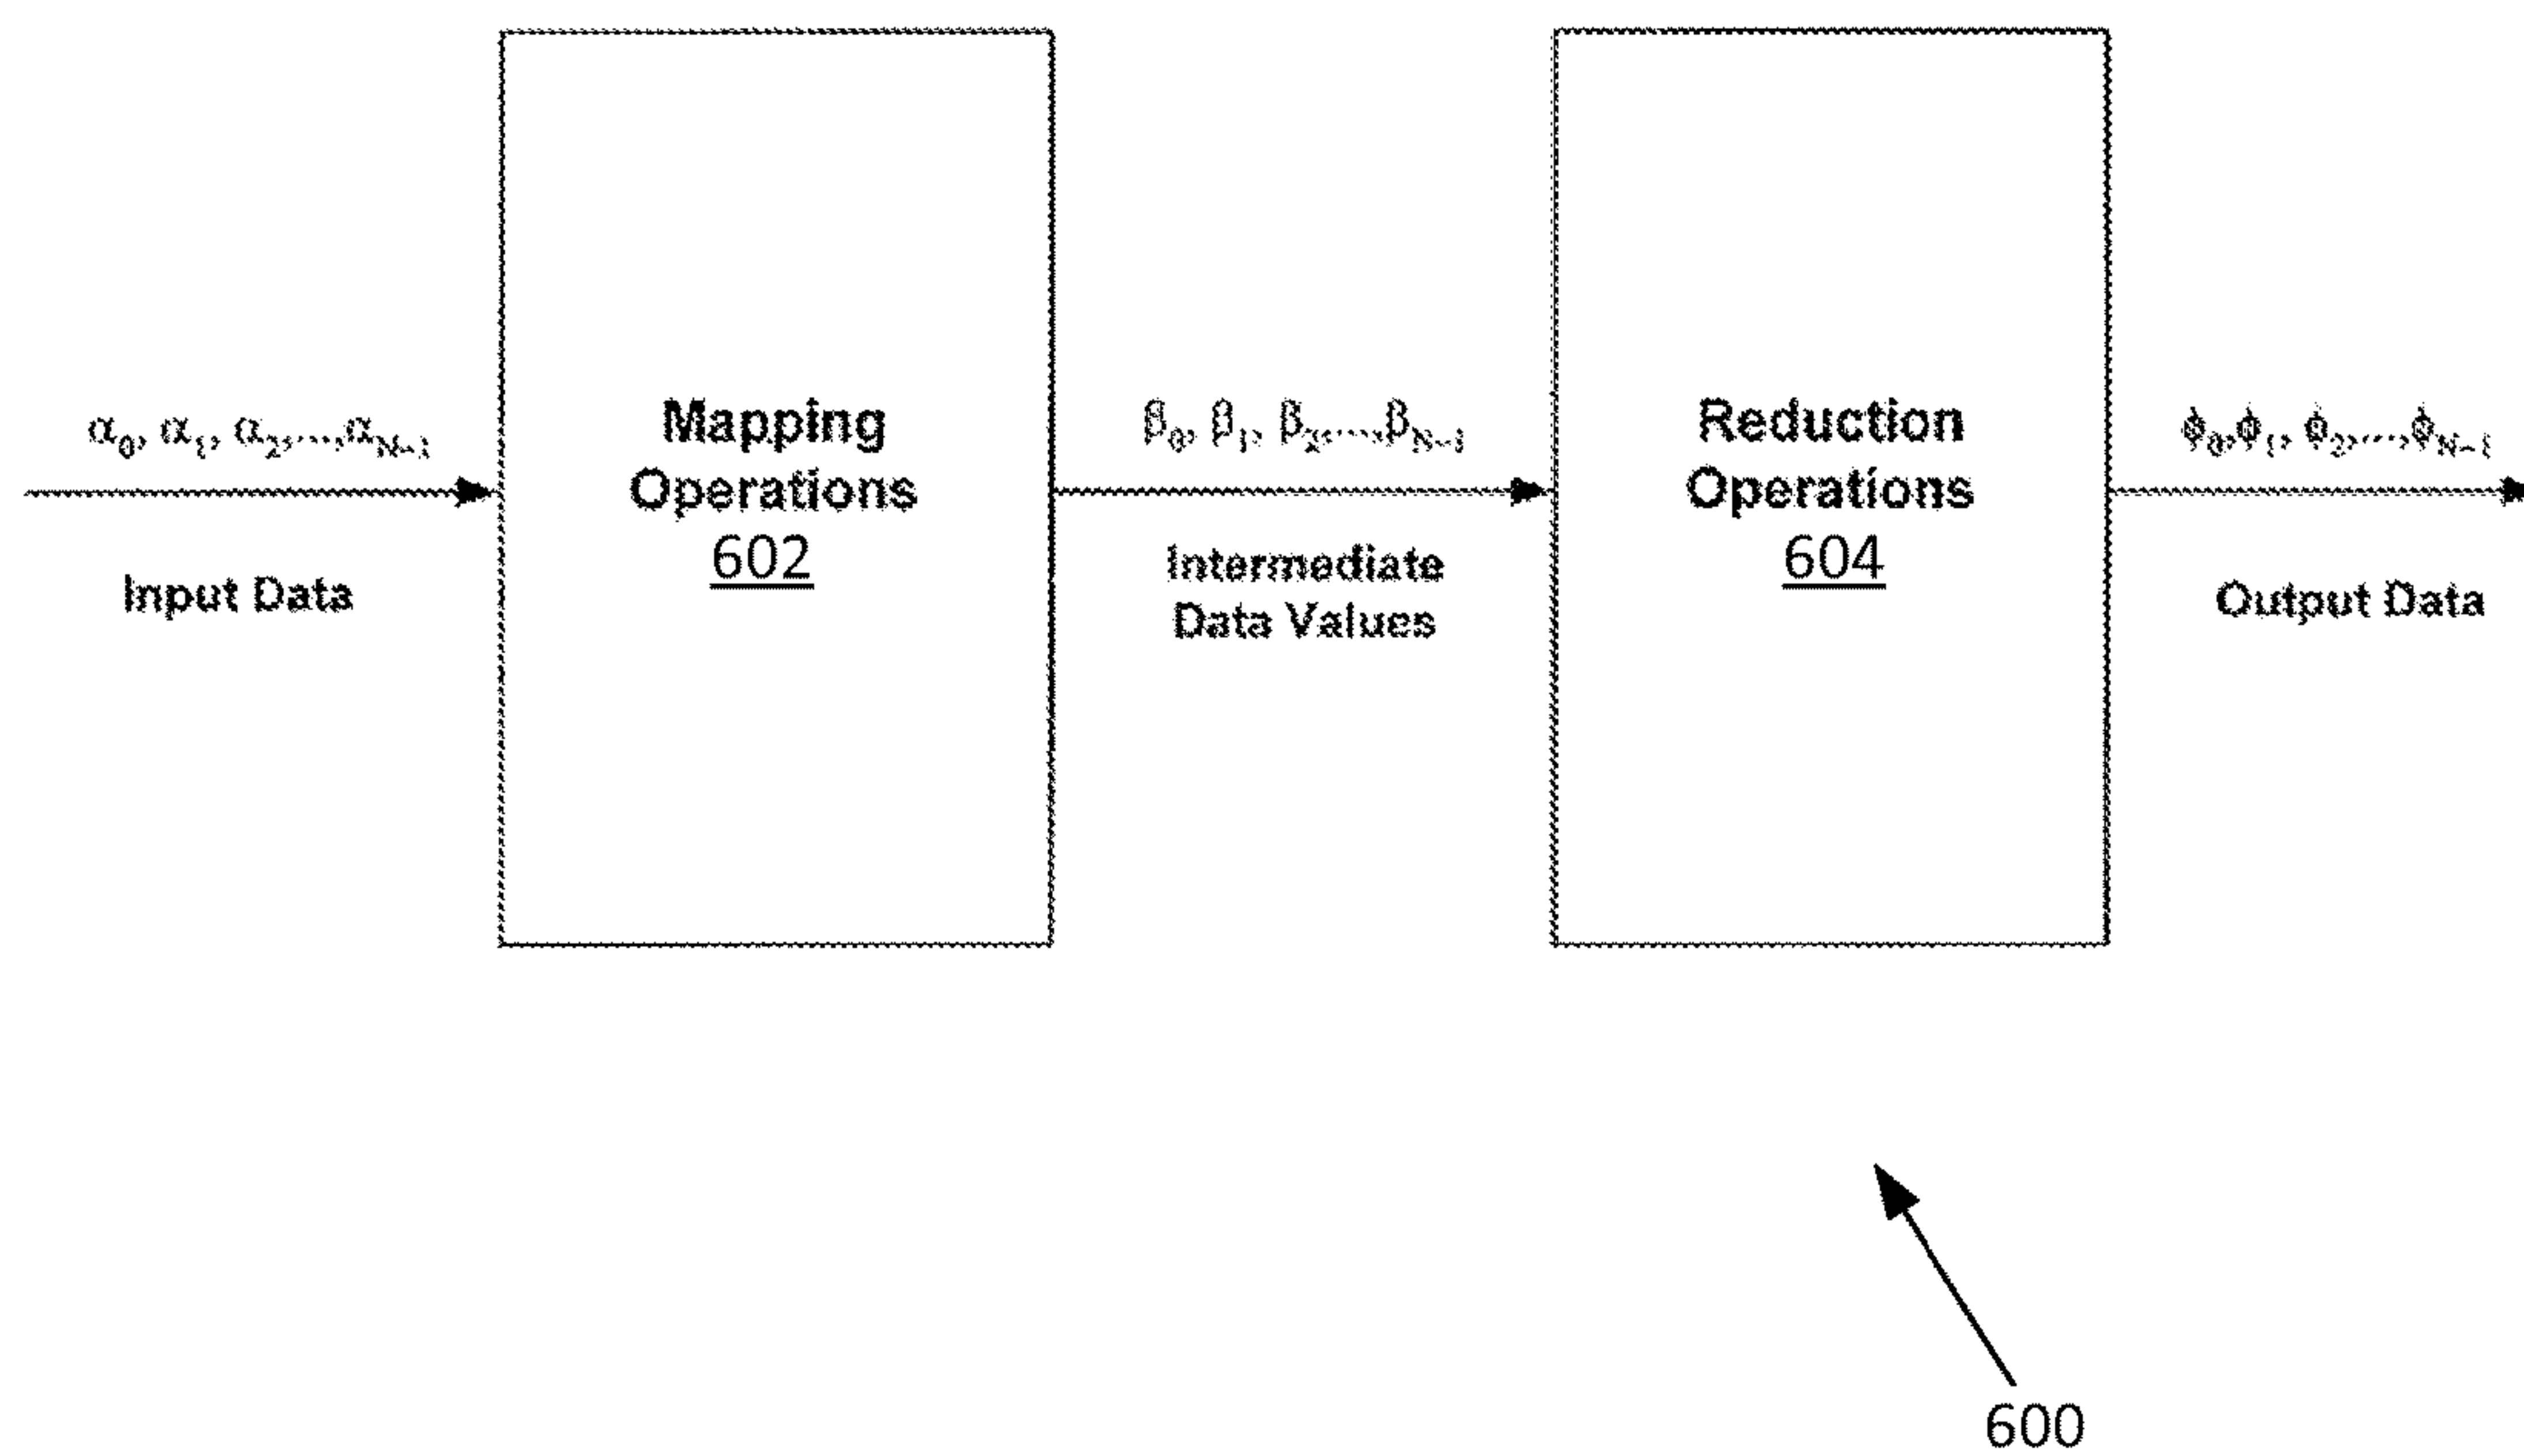 α₀, α₁, α₂,...,αN−1
Input Data
Mapping
Operations
602
β₀, β₁, β₂,...,βN−1
Intermediate
Data Values
Reduction
Operations
604
ϕ₀,ϕ₁, ϕ₂,...,ϕN−1
Output Data
600